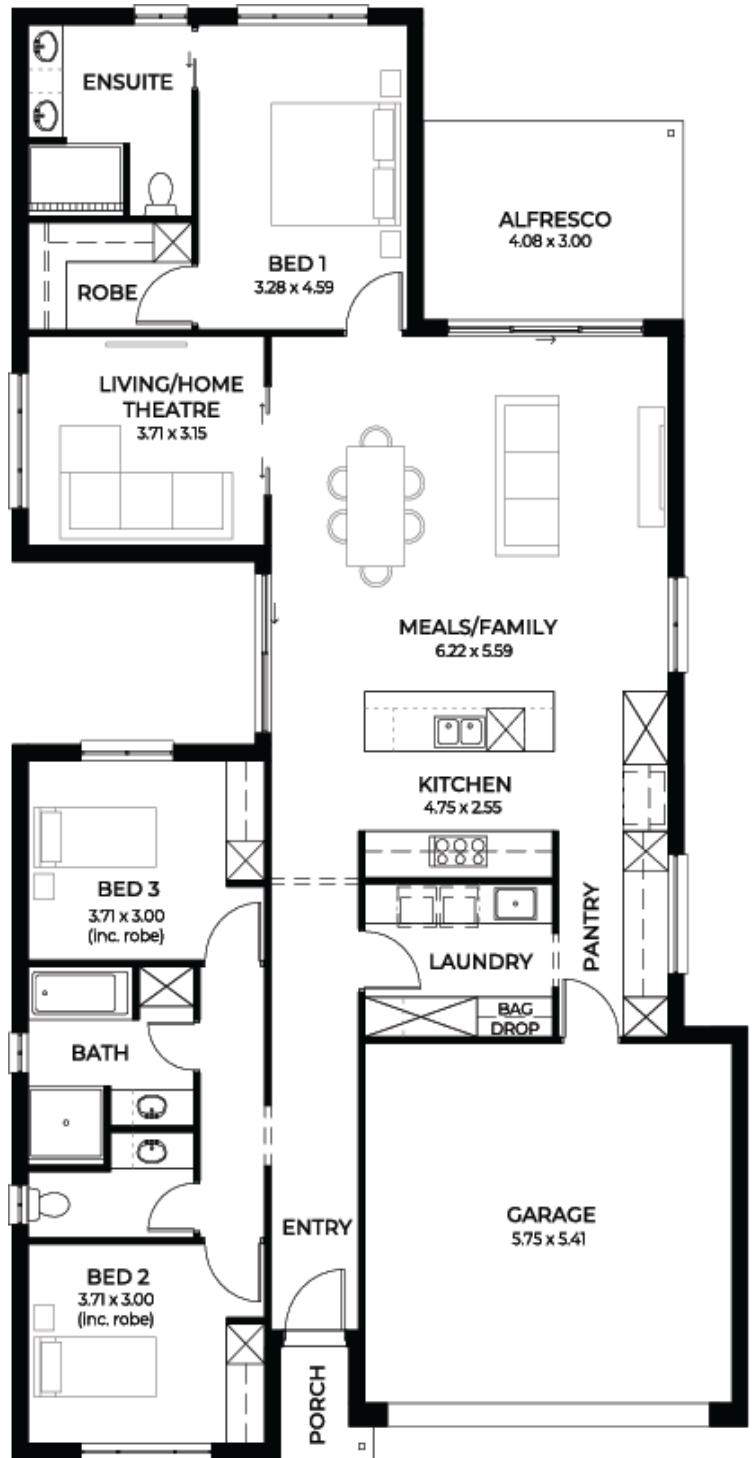 ENSUITE
BED 1
3.28 x 4.59
ALFRESCO
4.08 x 3.00
ROBE
LIVING/HOME
THEATRE
3.71 x 3.15
MEALS/FAMILY
6.22 x 5.59
KITCHEN
4.75 x 2.55
BED 3
3.71 x 3.00
(inc. robe)
LAUNDRY
PANTRY
BAG
DROP
BATH
ENTRY
GARAGE
5.75 x 5.41
BED 2
3.71 x 3.00
(inc. robe)
PORCH